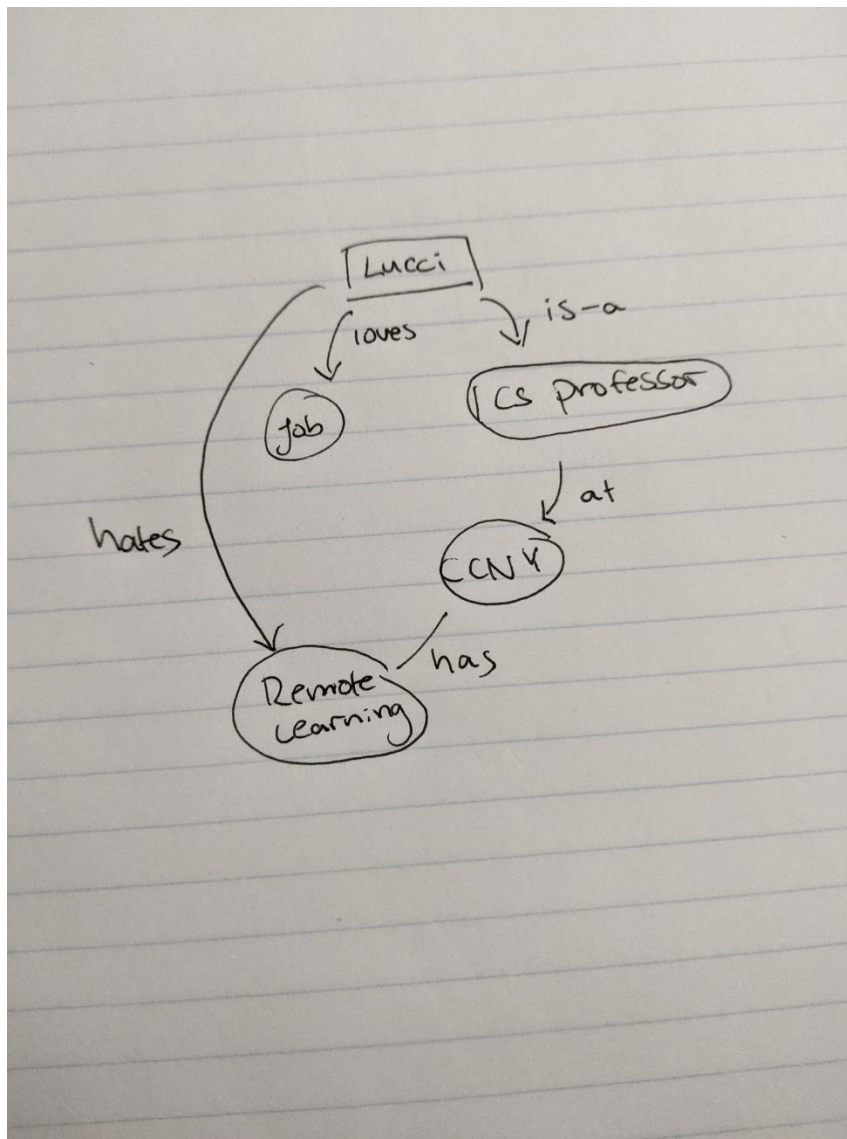 Lucci
loves
is-a
job
CS professor
at
hates
CCNY
has
Remote
Learning